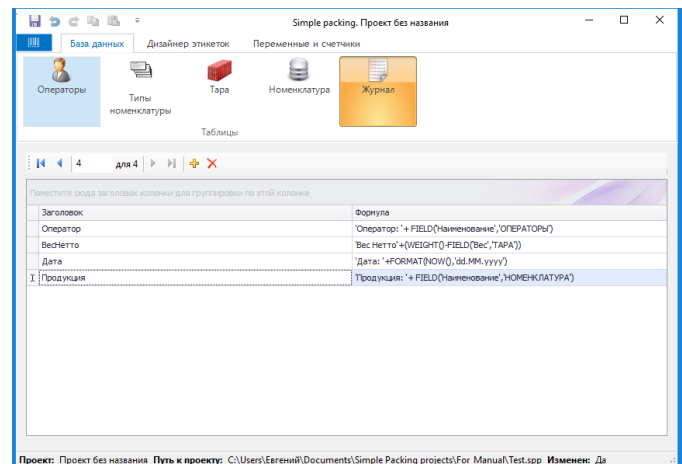 Simple packing. Проект без названия
База данных Дизайнер этикеток Переменные и счетчики
Операторы Типы номенклатуры Тара Номенклатура Журнал
Таблицы
4 для 4
Поместите сюда заголовок колонки для группировки по этой колонке
Заголовок Формула
Оператор 'Оператор: '+ FIELD('Наименование','ОПЕРАТОРЫ')
ВесНетто 'Вес Нетто'+(WEIGHT()-FIELD('Вес','ТАРА'))
Дата 'Дата: '+FORMAT(NOW(),'dd.MM.yyyy')
Продукция 'Продукция: '+ FIELD('Наименование','НОМЕНКЛАТУРА')
Проект: Проект без названия Путь к проекту: C:\Users\Евгений\Documents\Simple Packing projects\For Manual\Test.spp Изменен: Да